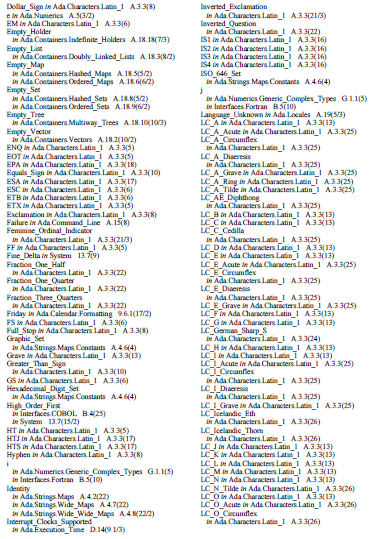 Dollar_Sign in Ada.Characters.Latin_1 A.3.3(8)
e in Ada.Numerics A.5(3/2)
EM in Ada.Characters.Latin_1 A.3.3(6)
Empty_Holder
in Ada.Containers.Indefinite_Holders A.18.18(7/3)
Empty_List
in Ada.Containers.Doubly_Linked_Lists A.18.3(8/2)
Empty_Map
in Ada.Containers.Hashed_Maps A.18.5(5/2)
in Ada.Containers.Ordered_Maps A.18.6(6/2)
Empty_Set
in Ada.Containers.Hashed_Sets A.18.8(5/2)
in Ada.Containers.Ordered_Sets A.18.9(6/2)
Empty_Tree
in Ada.Containers.Multiway_Trees A.18.10(10/3)
Empty_Vector
in Ada.Containers.Vectors A.18.2(10/2)
ENQ in Ada.Characters.Latin_1 A.3.3(5)
EOT in Ada.Characters.Latin_1 A.3.3(5)
EPA in Ada.Characters.Latin_1 A.3.3(18)
Equals_Sign in Ada.Characters.Latin_1 A.3.3(10)
ESA in Ada.Characters.Latin_1 A.3.3(17)
ESC in Ada.Characters.Latin_1 A.3.3(6)
ETB in Ada.Characters.Latin_1 A.3.3(6)
ETX in Ada.Characters.Latin_1 A.3.3(5)
Exclamation in Ada.Characters.Latin_1 A.3.3(8)
Failure in Ada.Command_Line A.15(8)
Feminine_Ordinal_Indicator
in Ada.Characters.Latin_1 A.3.3(21/3)
FF in Ada.Characters.Latin_1 A.3.3(5)
Fine_Delta in System 13.7(9)
Fraction_One_Half
in Ada.Characters.Latin_1 A.3.3(22)
Fraction_One_Quarter
in Ada.Characters.Latin_1 A.3.3(22)
Fraction_Three_Quarters
in Ada.Characters.Latin_1 A.3.3(22)
Friday in Ada.Calendar.Formatting 9.6.1(17/2)
FS in Ada.Characters.Latin_1 A.3.3(6)
Full_Stop in Ada.Characters.Latin_1 A.3.3(8)
Graphic_Set
in Ada.Strings.Maps.Constants A.4.6(4)
Grave in Ada.Characters.Latin_1 A.3.3(13)
Greater_Than_Sign
in Ada.Characters.Latin_1 A.3.3(10)
GS in Ada.Characters.Latin_1 A.3.3(6)
Hexadecimal_Digit_Set
in Ada.Strings.Maps.Constants A.4.6(4)
High_Order_First
in Interfaces.COBOL B.4(25)
in System 13.7(15/2)
HT in Ada.Characters.Latin_1 A.3.3(5)
HTJ in Ada.Characters.Latin_1 A.3.3(17)
HTS in Ada.Characters.Latin_1 A.3.3(17)
Hyphen in Ada.Characters.Latin_1 A.3.3(8)
i
in Ada.Numerics.Generic_Complex_Types G.1.1(5)
in Interfaces.Fortran B.5(10)
Identity
in Ada.Strings.Maps A.4.2(22)
in Ada.Strings.Wide_Maps A.4.7(22)
in Ada.Strings.Wide_Wide_Maps A.4.8(22/2)
Interrupt_Clocks_Supported
in Ada.Execution_Time D.14(9.1/3)
Inverted_Exclamation
in Ada.Characters.Latin_1 A.3.3(21/3)
Inverted_Question
in Ada.Characters.Latin_1 A.3.3(22)
IS1 in Ada.Characters.Latin_1 A.3.3(16)
IS2 in Ada.Characters.Latin_1 A.3.3(16)
IS3 in Ada.Characters.Latin_1 A.3.3(16)
IS4 in Ada.Characters.Latin_1 A.3.3(16)
ISO_646_Set
in Ada.Strings.Maps.Constants A.4.6(4)
j
in Ada.Numerics.Generic_Complex_Types G.1.1(5)
in Interfaces.Fortran B.5(10)
Language_Unknown in Ada.Locales A.19(5/3)
LC_A in Ada.Characters.Latin_1 A.3.3(13)
LC_A_Acute in Ada.Characters.Latin_1 A.3.3(25)
LC_A_Circumflex
in Ada.Characters.Latin_1 A.3.3(25)
LC_A_Diaeresis
in Ada.Characters.Latin_1 A.3.3(25)
LC_A_Grave in Ada.Characters.Latin_1 A.3.3(25)
LC_A_Ring in Ada.Characters.Latin_1 A.3.3(25)
LC_A_Tilde in Ada.Characters.Latin_1 A.3.3(25)
LC_AE_Diphthong
in Ada.Characters.Latin_1 A.3.3(25)
LC_B in Ada.Characters.Latin_1 A.3.3(13)
LC_C in Ada.Characters.Latin_1 A.3.3(13)
LC_C_Cedilla
in Ada.Characters.Latin_1 A.3.3(25)
LC_D in Ada.Characters.Latin_1 A.3.3(13)
LC_E in Ada.Characters.Latin_1 A.3.3(13)
LC_E_Acute in Ada.Characters.Latin_1 A.3.3(25)
LC_E_Circumflex
in Ada.Characters.Latin_1 A.3.3(25)
LC_E_Diaeresis
in Ada.Characters.Latin_1 A.3.3(25)
LC_E_Grave in Ada.Characters.Latin_1 A.3.3(25)
LC_F in Ada.Characters.Latin_1 A.3.3(13)
LC_G in Ada.Characters.Latin_1 A.3.3(13)
LC_German_Sharp_S
in Ada.Characters.Latin_1 A.3.3(24)
LC_H in Ada.Characters.Latin_1 A.3.3(13)
LC_I in Ada.Characters.Latin_1 A.3.3(13)
LC_I_Acute in Ada.Characters.Latin_1 A.3.3(25)
LC_I_Circumflex
in Ada.Characters.Latin_1 A.3.3(25)
LC_I_Diaeresis
in Ada.Characters.Latin_1 A.3.3(25)
LC_I_Grave in Ada.Characters.Latin_1 A.3.3(25)
LC_Icelandic_Eth
in Ada.Characters.Latin_1 A.3.3(26)
LC_Icelandic_Thorn
in Ada.Characters.Latin_1 A.3.3(26)
LC_J in Ada.Characters.Latin_1 A.3.3(13)
LC_K in Ada.Characters.Latin_1 A.3.3(13)
LC_L in Ada.Characters.Latin_1 A.3.3(13)
LC_M in Ada.Characters.Latin_1 A.3.3(13)
LC_N in Ada.Characters.Latin_1 A.3.3(13)
LC_N_Tilde in Ada.Characters.Latin_1 A.3.3(26)
LC_O in Ada.Characters.Latin_1 A.3.3(13)
LC_O_Acute in Ada.Characters.Latin_1 A.3.3(26)
LC_O_Circumflex
in Ada.Characters.Latin_1 A.3.3(26)